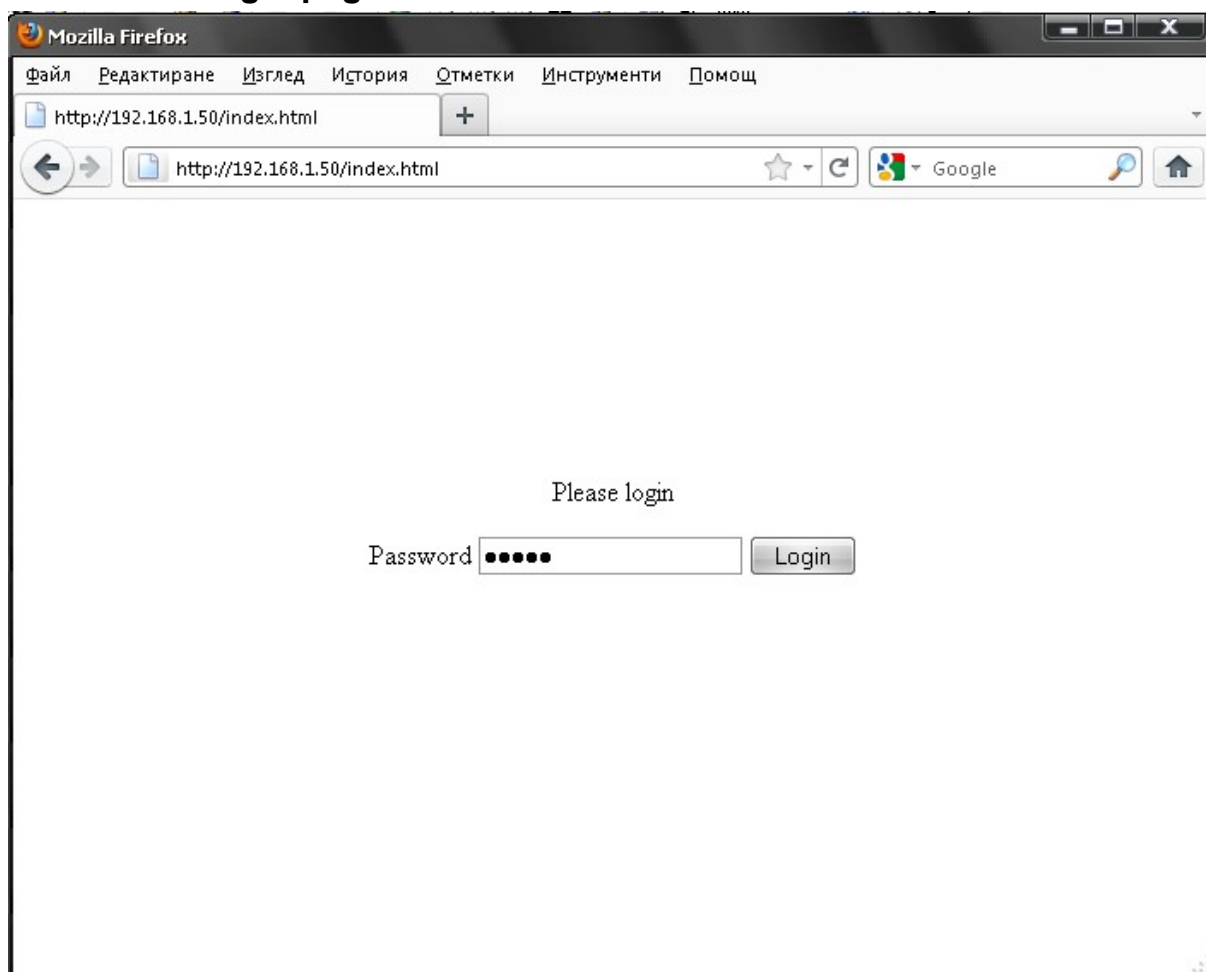 Mozilla Firefox
Файл Редактиране Изглед История Отметки Инструменти Помощ
http://192.168.1.50/index.html +
http://192.168.1.50/index.html Google
Please login
Password ●●●●● Login